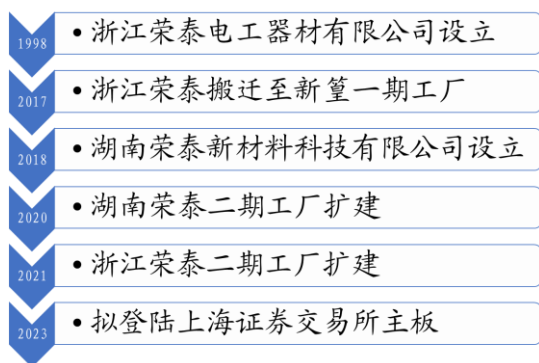 1998
• 浙江荣泰电工器材有限公司设立
2017
• 浙江荣泰搬迁至新篁一期工厂
2018
• 湖南荣泰新材料科技有限公司设立
2020
• 湖南荣泰二期工厂扩建
2021
• 浙江荣泰二期工厂扩建
2023
• 拟登陆上海证券交易所主板